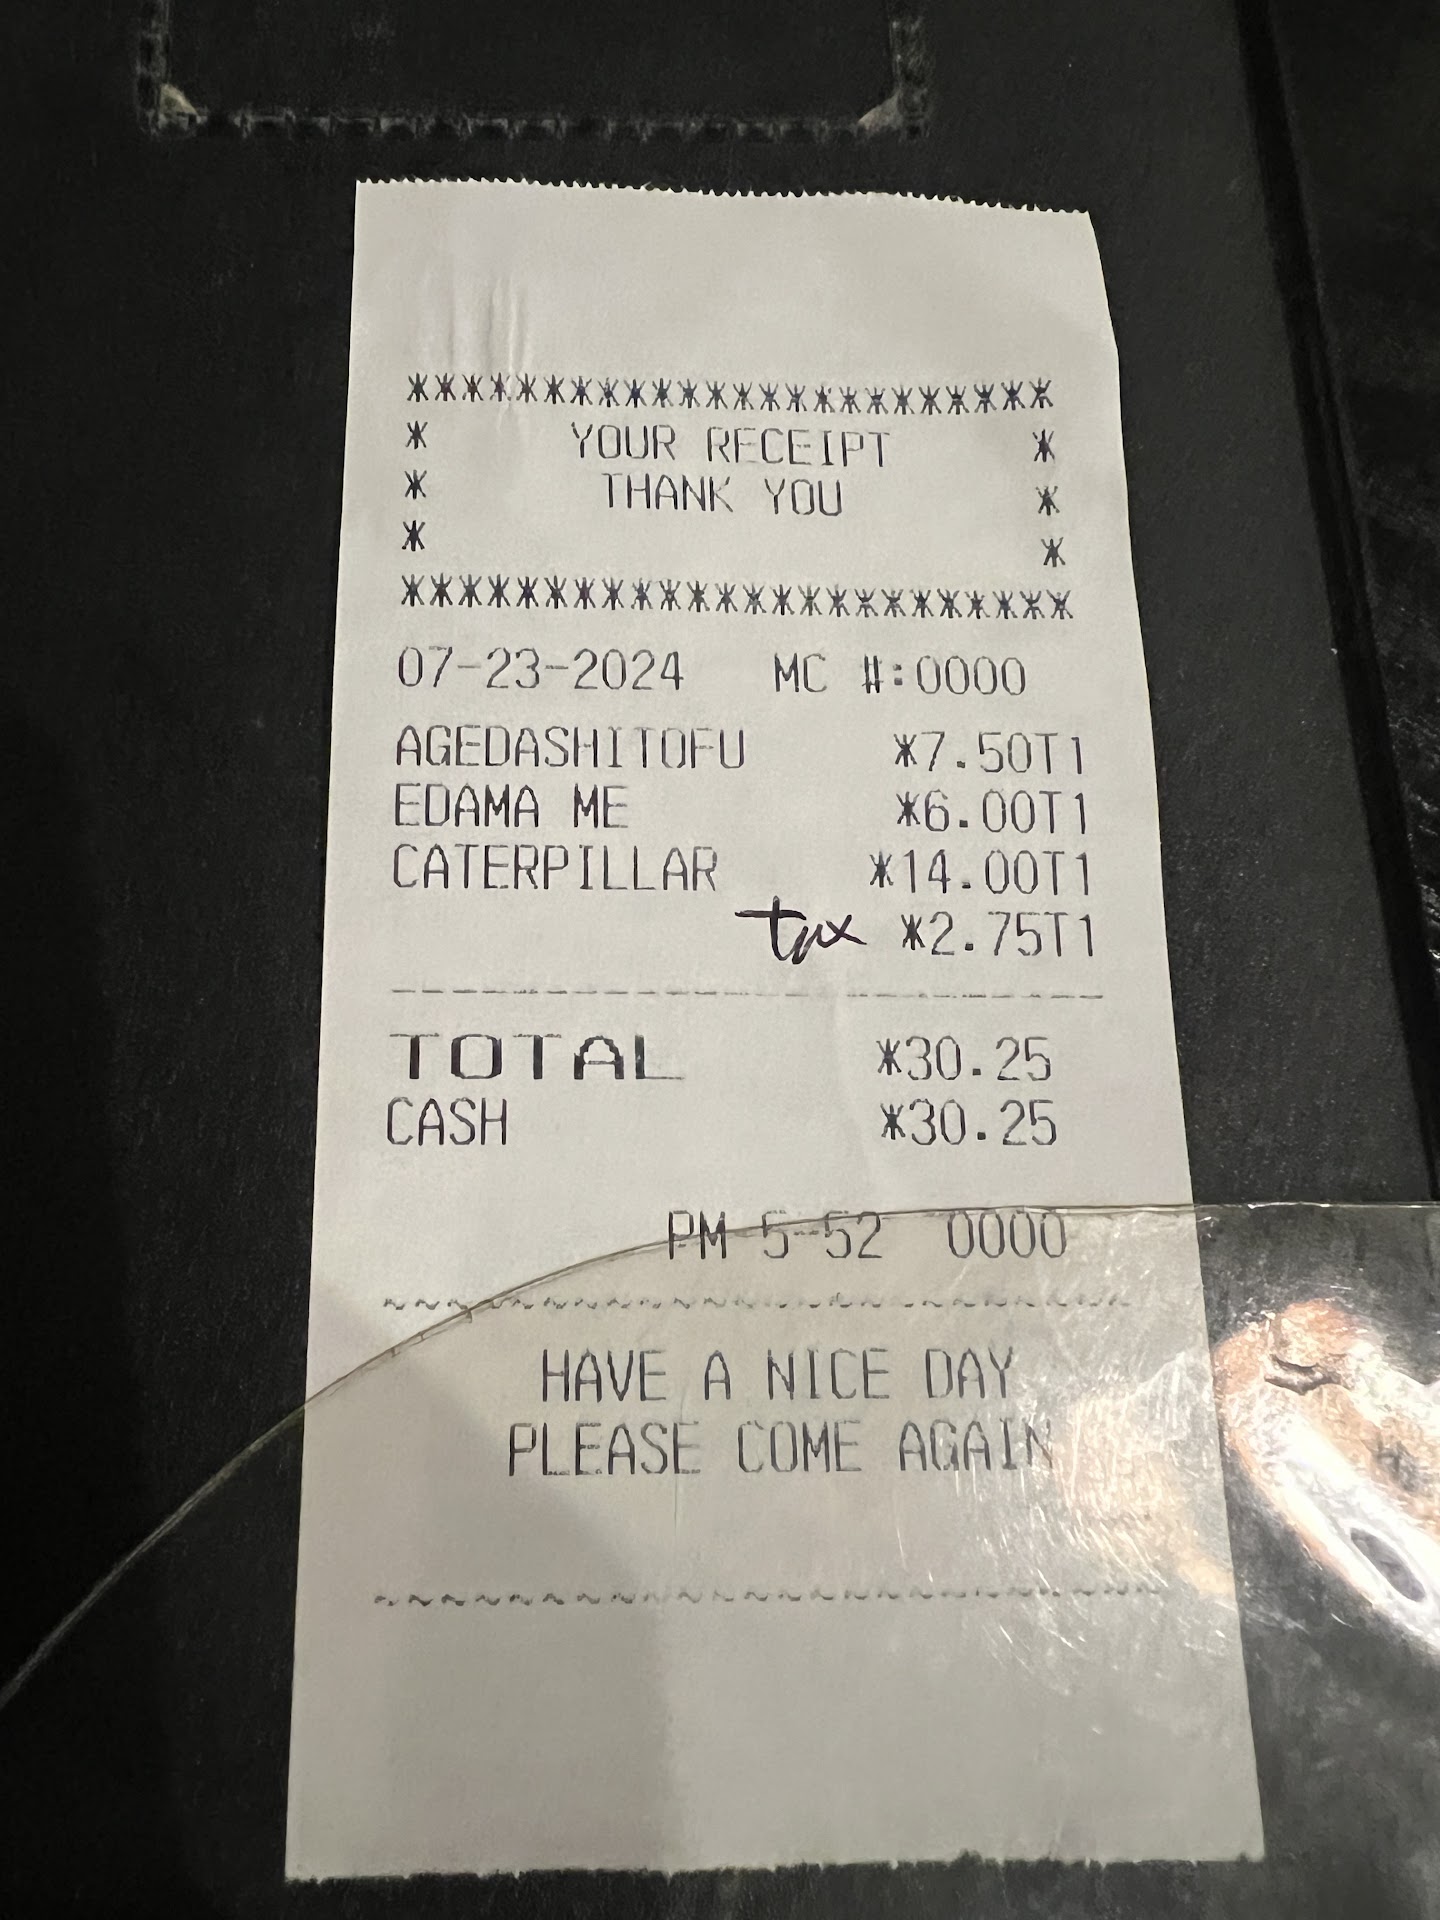 ************************
* YOUR RECEIPT *
* THANK YOU *
* *
************************
07-23-2024 MC #:0000
AGEDASHITOFU *7.50T1
EDAMA ME *6.00T1
CATERPILLAR *14.00T1
tax *2.75T1
TOTAL *30.25
CASH *30.25
PM 5-52 0000
HAVE A NICE DAY
PLEASE COME AGAIN